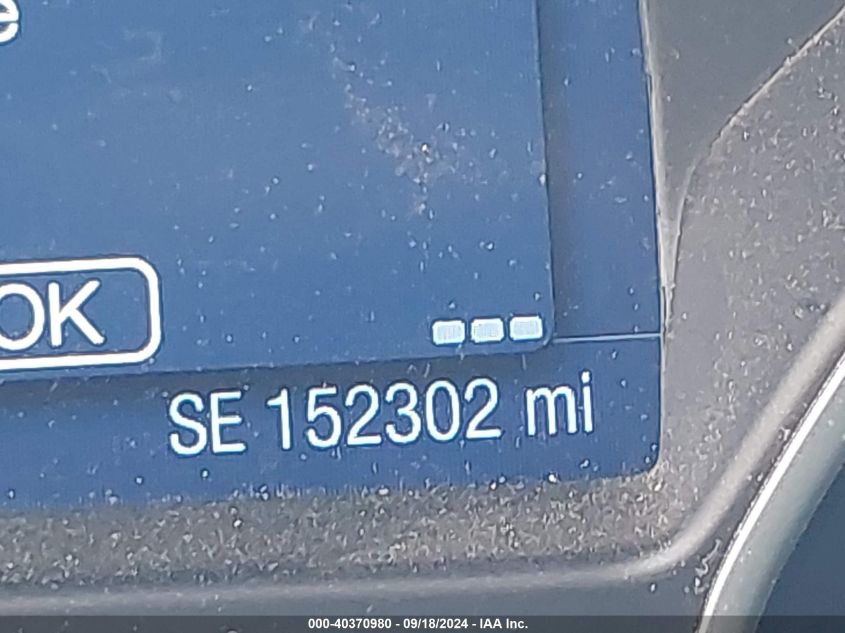 e
OK
SE 152302 mi
000-40370980 - 09/18/2024 - IAA Inc.